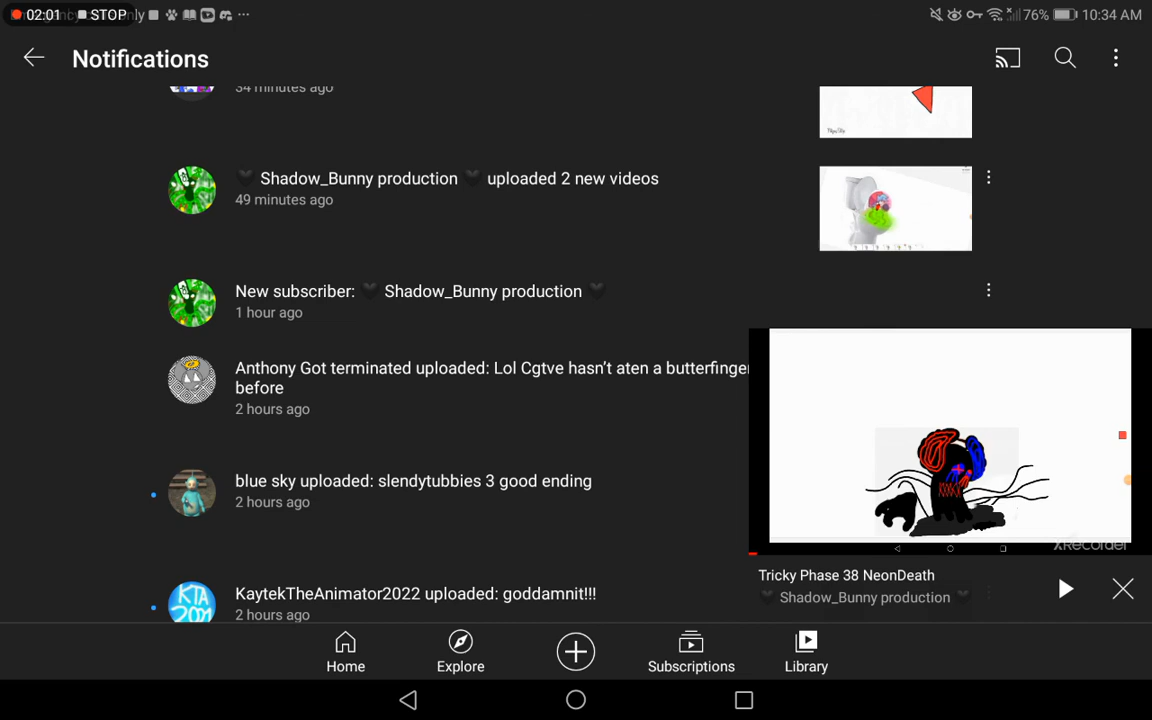 02:01 STOP nly 76% 10:34 AM
Notifications
34 minutes ago
🖤 Shadow_Bunny production 🖤 uploaded 2 new videos
49 minutes ago
New subscriber: 🖤 Shadow_Bunny production 🖤
1 hour ago
Anthony Got terminated uploaded: Lol Cgtve hasn’t aten a butterfinger
before
2 hours ago
blue sky uploaded: slendytubbies 3 good ending
2 hours ago
KTA
2021
KaytekTheAnimator2022 uploaded: goddamnit!!!
2 hours ago
XRecorder
Tricky Phase 38 NeonDeath
🖤 Shadow_Bunny production 🖤
Home Explore Subscriptions Library